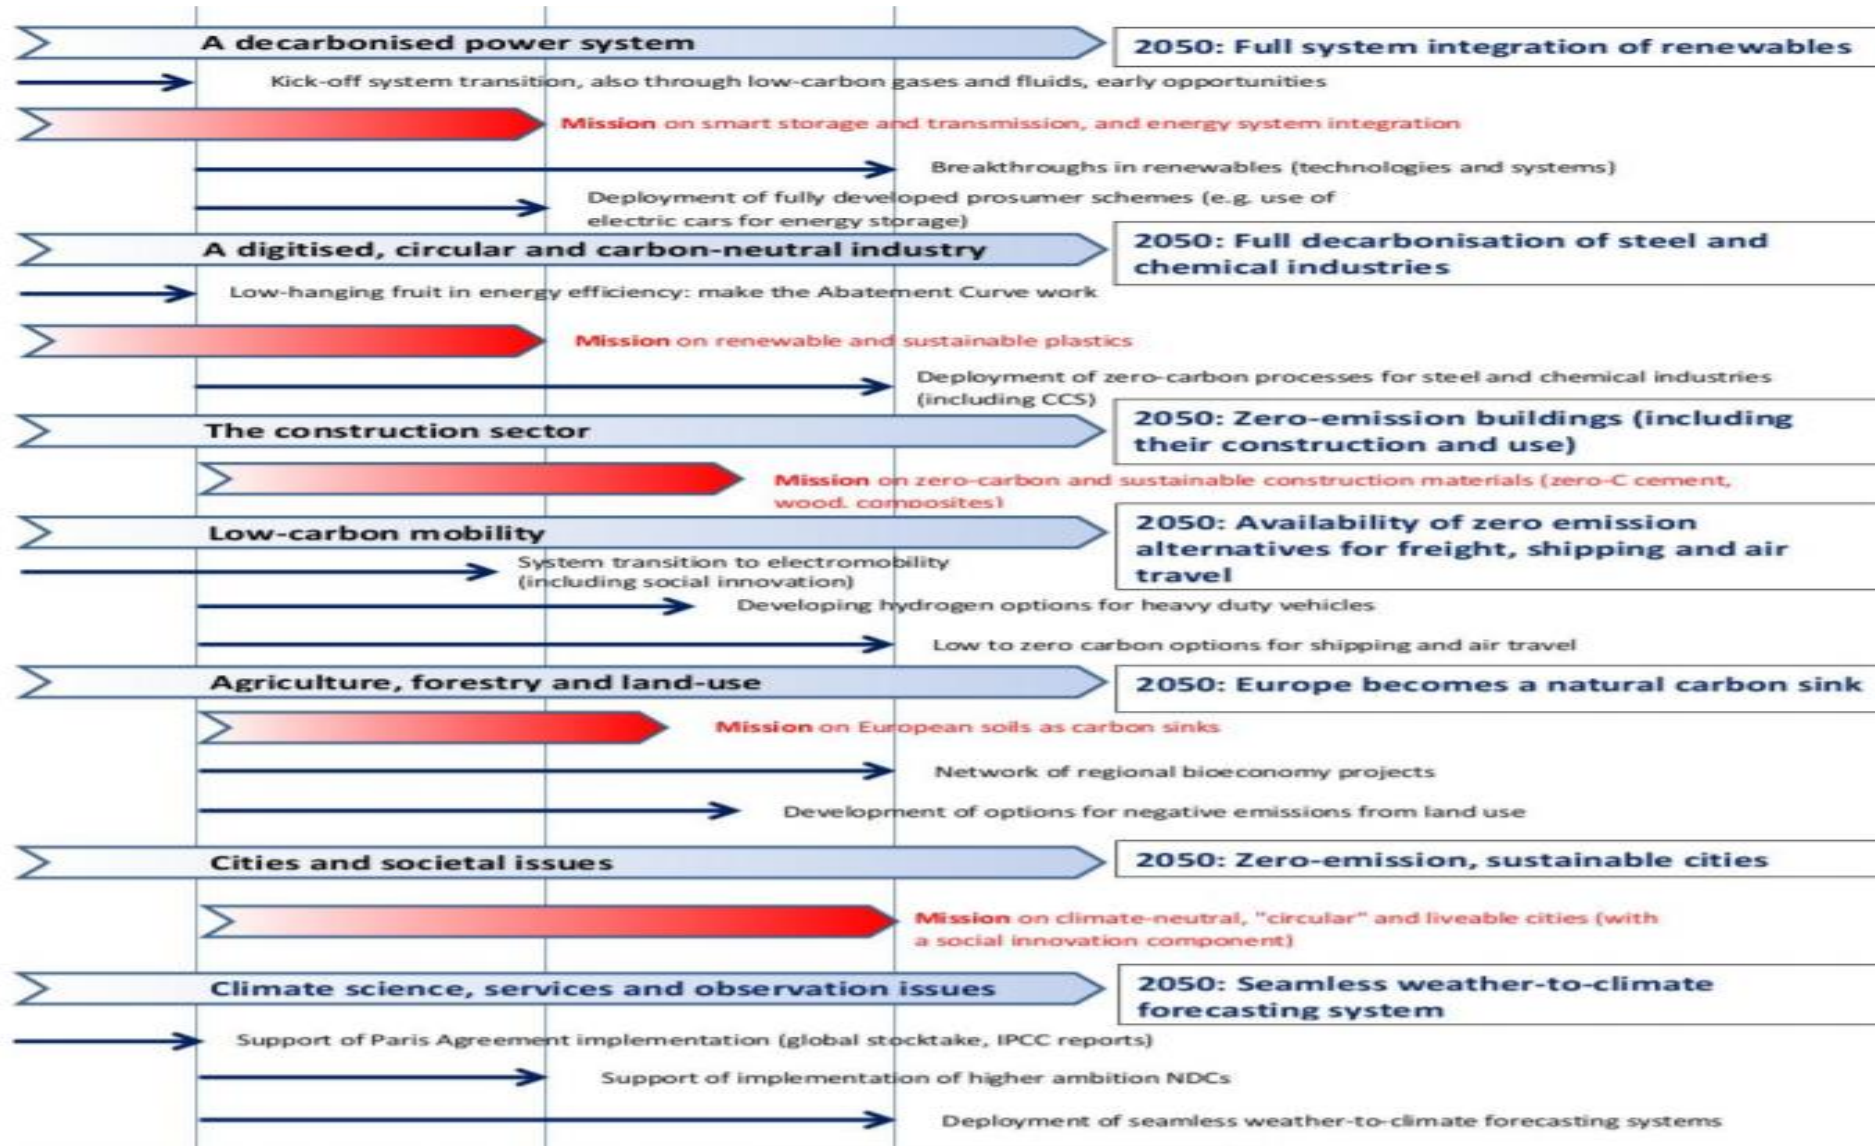 A decarbonised power system
2050: Full system integration of renewables
Kick-off system transition, also through low-carbon gases and fluids, early opportunities
Mission on smart storage and transmission, and energy system integration
Breakthroughs in renewables (technologies and systems)
Deployment of fully developed prosumer schemes (e.g. use of
electric cars for energy storage)
A digitised, circular and carbon-neutral industry
2050: Full decarbonisation of steel and
chemical industries
Low-hanging fruit in energy efficiency: make the Abatement Curve work
Mission on renewable and sustainable plastics
Deployment of zero-carbon processes for steel and chemical industries
(including CCS)
The construction sector
2050: Zero-emission buildings (including
their construction and use)
Mission on zero-carbon and sustainable construction materials (zero-C cement,
wood, composites)
Low-carbon mobility
2050: Availability of zero emission
alternatives for freight, shipping and air
travel
System transition to electromobility
(including social innovation)
Developing hydrogen options for heavy duty vehicles
Low to zero carbon options for shipping and air travel
Agriculture, forestry and land-use
2050: Europe becomes a natural carbon sink
Mission on European soils as carbon sinks
Network of regional bioeconomy projects
Development of options for negative emissions from land use
Cities and societal issues
2050: Zero-emission, sustainable cities
Mission on climate-neutral, "circular" and liveable cities (with
a social innovation component)
Climate science, services and observation issues
2050: Seamless weather-to-climate
forecasting system
Support of Paris Agreement implementation (global stocktake, IPCC reports)
Support of implementation of higher ambition NDCs
Deployment of seamless weather-to-climate forecasting systems